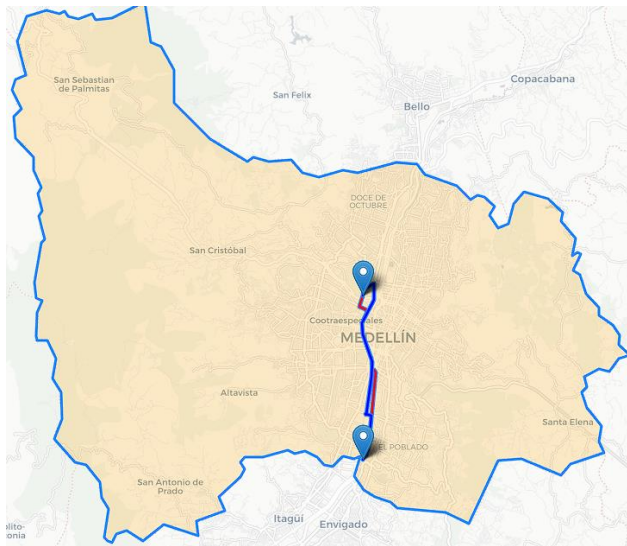 San Sebastian
de Palmitas
Copacabana
San Felix
Bello
DOCE DE
OCTUBRE
San Cristóbal
Cootraespeciales
MEDELLÍN
Altavista
Santa Elena
EL POBLADO
San Antonio de
Prado
Itagüí
Envigado